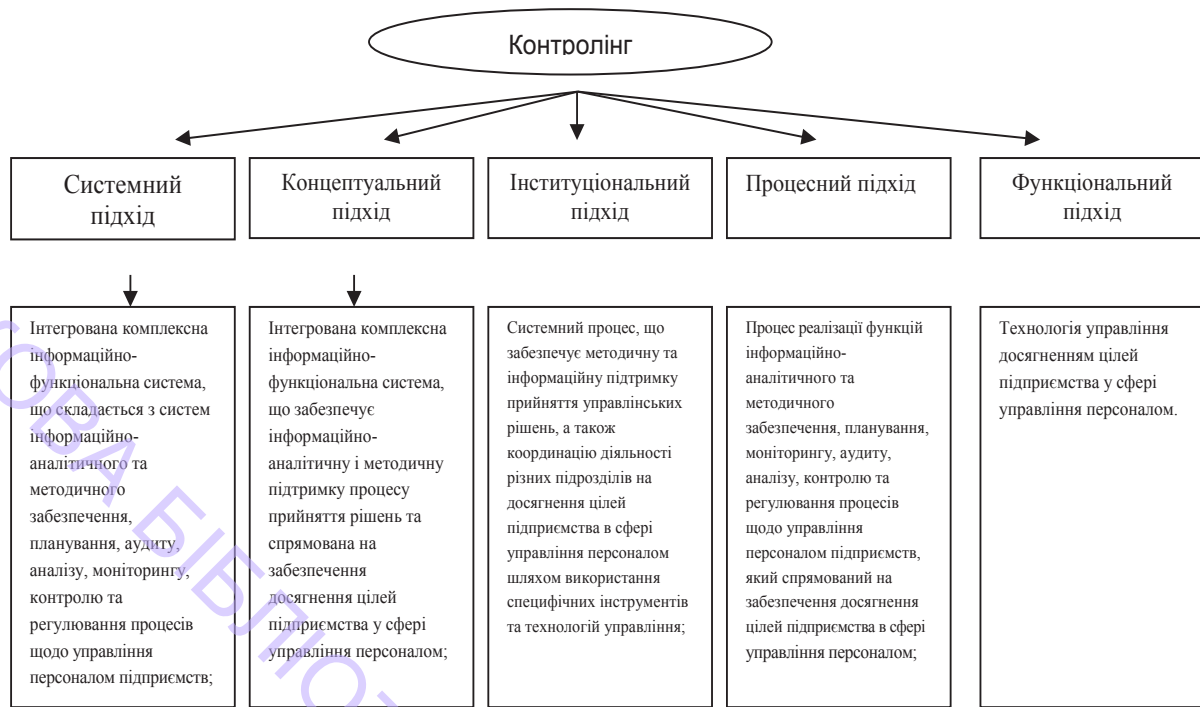 Контролінг
Системний
підхід
Концептуальний
підхід
Інституціональний
підхід
Процесний підхід
Функціональний
підхід
Інтегрована комплексна
інформаційно-
функціональна система,
що складається з систем
інформаційно-
аналітичного та
методичного
забезпечення,
планування, аудиту,
аналізу, моніторингу,
контролю та
регулювання процесів
щодо управління
персоналом підприємств;
Інтегрована комплексна
інформаційно-
функціональна система,
що забезпечує
інформаційно-
аналітичну і методичну
підтримку процесу
прийняття рішень та
спрямована на
забезпечення
досягнення цілей
підприємства у сфері
управління персоналом;
Системний процес, що
забезпечує методичну та
інформаційну підтримку
прийняття управлінських
рішень, а також
координацію діяльності
різних підрозділів на
досягнення цілей
підприємства в сфері
управління персоналом
шляхом використання
специфічних інструментів
та технологій управління;
Процес реалізації функцій
інформаційно-
аналітичного та
методичного
забезпечення, планування,
моніторингу, аудиту,
аналізу, контролю та
регулювання процесів
щодо управління
персоналом підприємств,
який спрямований на
забезпечення досягнення
цілей підприємства в сфері
управління персоналом;
Технологія управління
досягненням цілей
підприємства у сфері
управління персоналом.